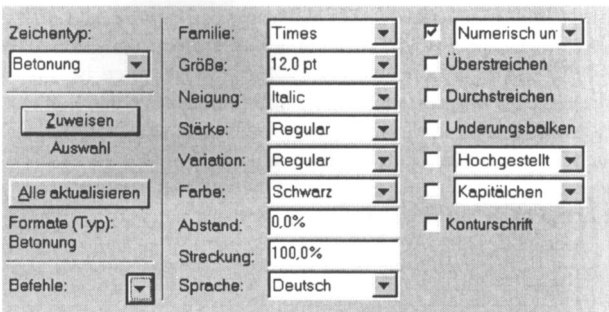 Zeichentyp:
Betonung
Zuweisen
Auswahl
Alle aktualisieren
Formate (Typ):
Betonung
Befehle:
Familie: Times
Größe: 12,0 pt
Neigung: Italic
Stärke: Regular
Variation: Regular
Farbe: Schwarz
Abstand: 0,0%
Streckung: 100,0%
Sprache: Deutsch
Numerisch un
Überstreichen
Durchstreichen
Underungsbalken
Hochgestellt
Kapitälchen
Konturschrift